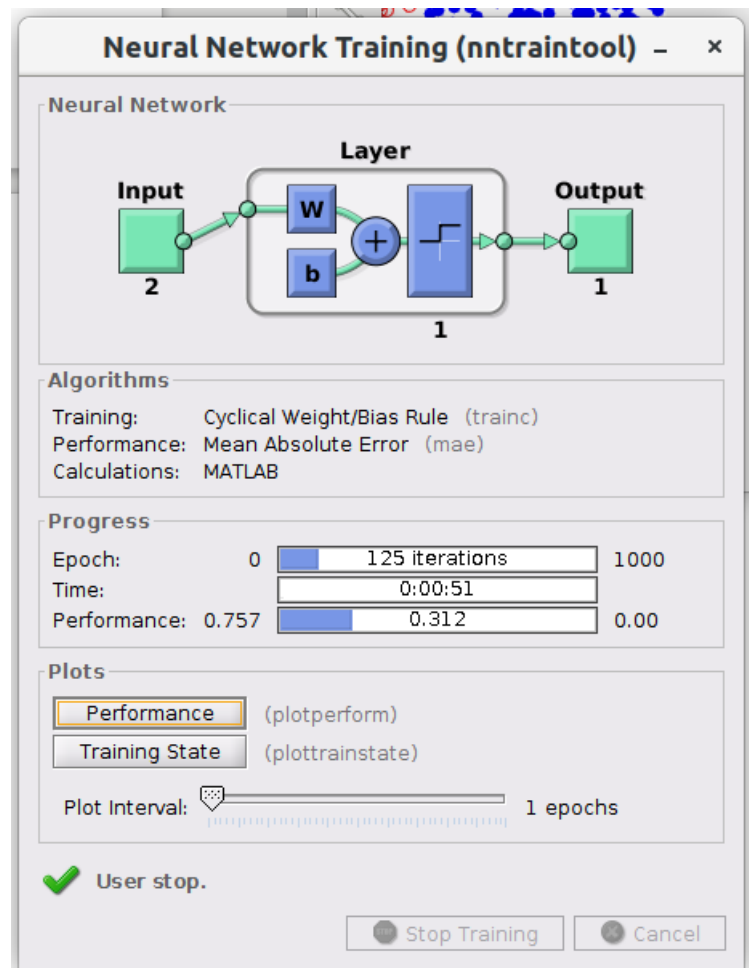 Neural Network Training (nntraintool)
Neural Network
Layer
Input
Output
W
b
+
2
1
1
Algorithms
Training: Cyclical Weight/Bias Rule (trainc)
Performance: Mean Absolute Error (mae)
Calculations: MATLAB
Progress
Epoch: 0 125 iterations 1000
Time: 0:00:51
Performance: 0.757 0.312 0.00
Plots
Performance (plotperform)
Training State (plottrainstate)
Plot Interval: 1 epochs
User stop.
Stop Training Cancel